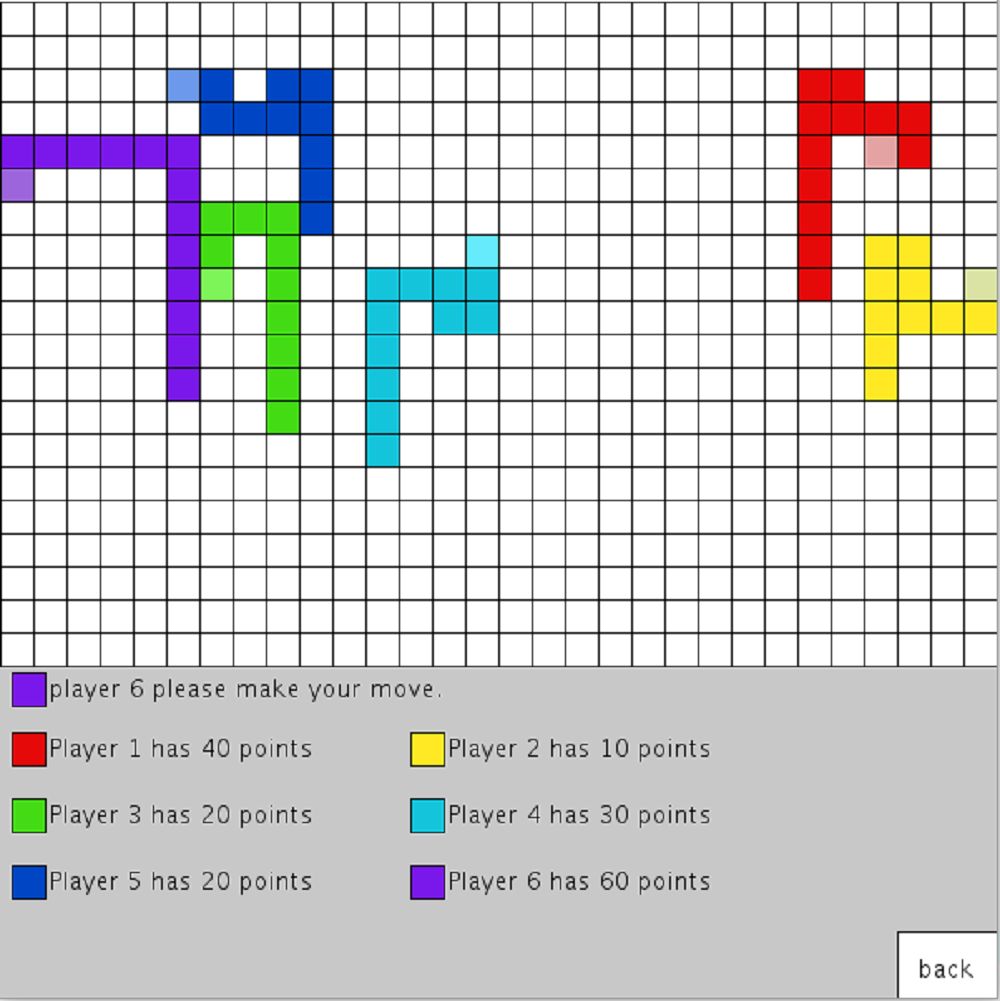 player 6 please make your move.
Player 1 has 40 points
Player 2 has 10 points
Player 3 has 20 points
Player 4 has 30 points
Player 5 has 20 points
Player 6 has 60 points
back